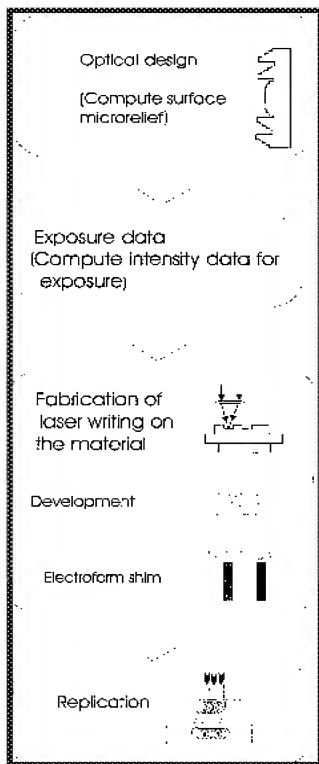 Optical design
(Compute surface
microrelief)
Exposure data
(Compute intensity data for
exposure)
Fabrication of
laser writing on
the material
Development
Electroform shim
Replication